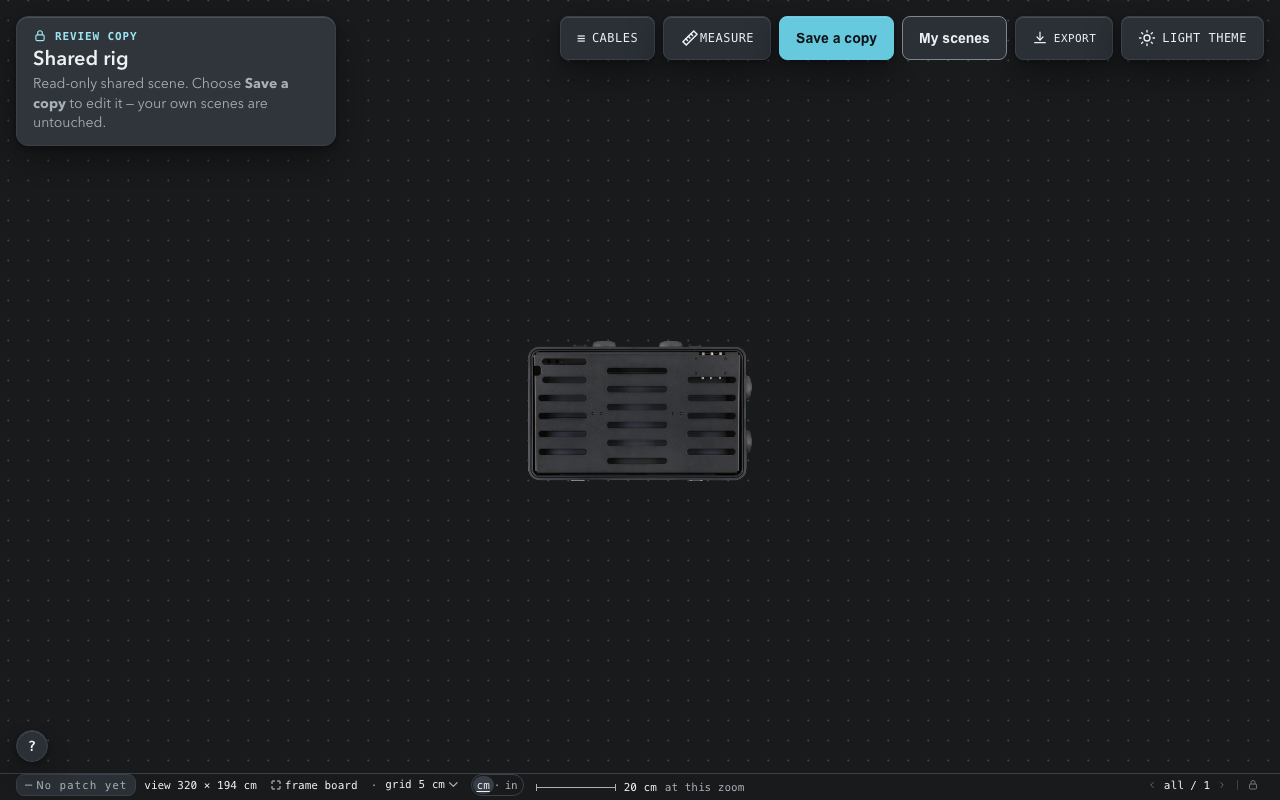 REVIEW COPY
Shared rig
Read-only shared scene. Choose Save a
copy to edit it – your own scenes are
untouched.
≡ CABLES
MEASURE
Save a copy
My scenes
EXPORT
LIGHT THEME
?
– No patch yet
view 320 × 194 cm
frame board
· grid 5 cm
cm · in
20 cm at this zoom
‹ all / 1 ›